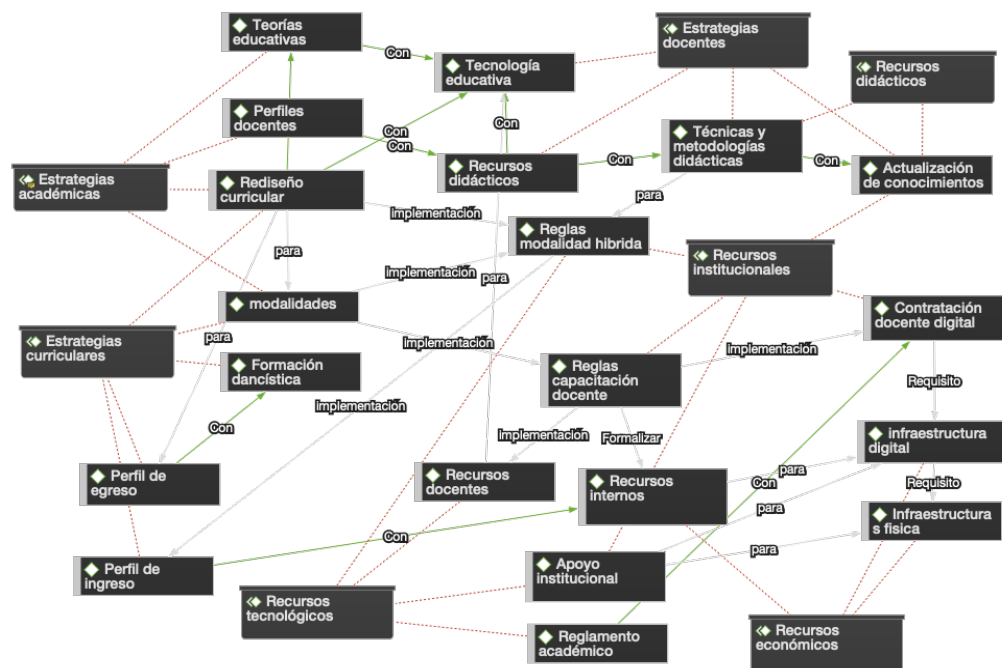 Teorías
educativas
Con
Tecnología
educativa
Estrategias
docentes
Recursos
didácticos
Perfiles
docentes
Con
Con
Con
Técnicas y
metodologías
didácticas
Estrategias
académicas
Rediseño
curricular
Recursos
didácticos
Con
Con
Actualización
de conocimientos
para
Implementación
Reglas
modalidad hibrida
para
Recursos
institucionales
Implementación
para
modalidades
Contratación
docente digital
Estrategias
curriculares
para
Implementación
Implementación
Formación
dancística
Reglas
capacitación
docente
Requisito
Implementación
Con
Implementación
Formalizar
infraestructura
digital
Perfil de
egreso
Recursos
docentes
Recursos
internos
para
Con
Requisito
para
Infraestructura
s fisica
Con
para
Perfil de
ingreso
Apoyo
institucional
Recursos
tecnológicos
Reglamento
académico
Recursos
económicos